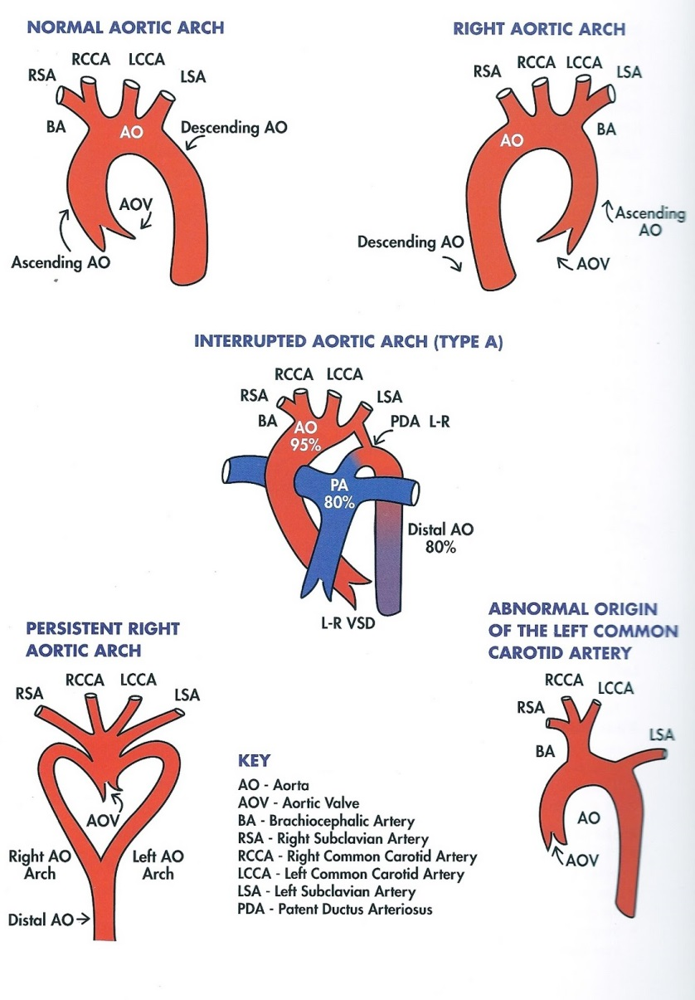 NORMAL AORTIC ARCH
RSA
RCCA
LCCA
LSA
BA
AO
Descending AO
AOV
Ascending AO
RIGHT AORTIC ARCH
RSA
RCCA
LCCA
LSA
AO
BA
Ascending
AO
Descending AO
AOV
INTERRUPTED AORTIC ARCH (TYPE A)
RCCA
LCCA
RSA
LSA
BA
AO
95%
PDA L-R
PA
80%
Distal AO
80%
L-R VSD
PERSISTENT RIGHT
AORTIC ARCH
RSA
RCCA
LCCA
LSA
AOV
Right AO
Arch
Left AO
Arch
Distal AO
KEY
AO - Aorta
AOV - Aortic Valve
BA - Brachiocephalic Artery
RSA - Right Subclavian Artery
RCCA - Right Common Carotid Artery
LCCA - Left Common Carotid Artery
LSA - Left Subclavian Artery
PDA - Patent Ductus Arteriosus
ABNORMAL ORIGIN
OF THE LEFT COMMON
CAROTID ARTERY
RCCA
LCCA
RSA
LSA
BA
AO
AOV